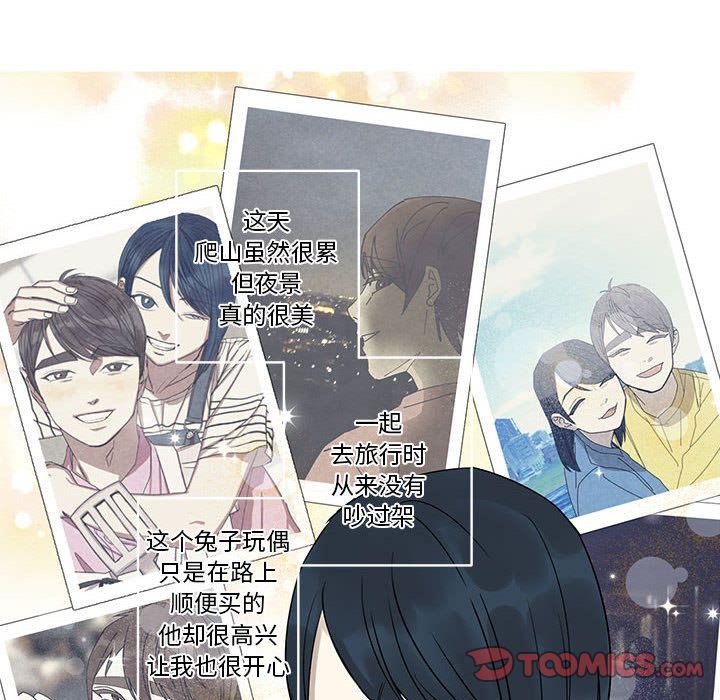 这天
爬山虽然很累
但夜景
真的很美
一起
去旅行时
从来没有
吵过架
这个兔子玩偶
只是在路上
顺便买的
他却很高兴
让我也很开心
TOOMICS.COM